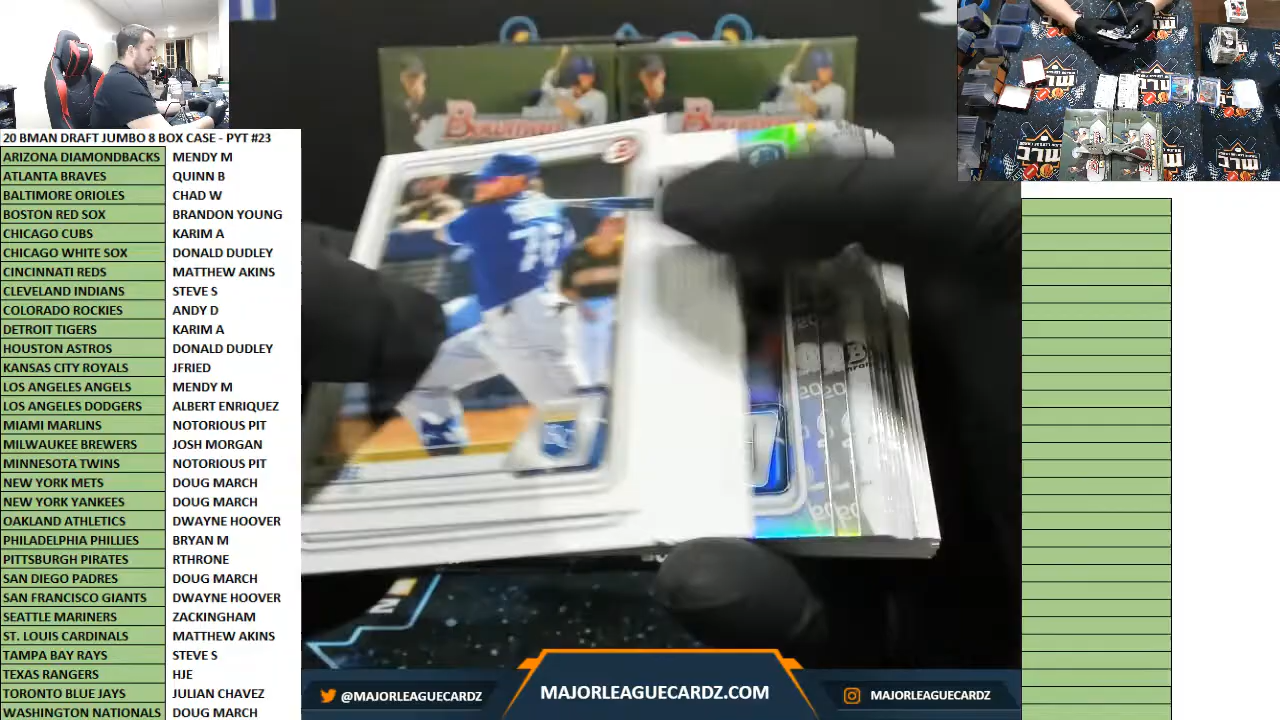 20 BMAN DRAFT JUMBO 8 BOX CASE - PYT #23
ARIZONA DIAMONDBACKS MENDY M
ATLANTA BRAVES QUINN B
BALTIMORE ORIOLES CHAD W
BOSTON RED SOX BRANDON YOUNG
CHICAGO CUBS KARIM A
CHICAGO WHITE SOX DONALD DUDLEY
CINCINNATI REDS MATTHEW AKINS
CLEVELAND INDIANS STEVE S
COLORADO ROCKIES ANDY D
DETROIT TIGERS KARIM A
HOUSTON ASTROS DONALD DUDLEY
KANSAS CITY ROYALS JFRIED
LOS ANGELES ANGELS MENDY M
LOS ANGELES DODGERS ALBERT ENRIQUEZ
MIAMI MARLINS NOTORIOUS PIT
MILWAUKEE BREWERS JOSH MORGAN
MINNESOTA TWINS NOTORIOUS PIT
NEW YORK METS DOUG MARCH
NEW YORK YANKEES DOUG MARCH
OAKLAND ATHLETICS DWAYNE HOOVER
PHILADELPHIA PHILLIES BRYAN M
PITTSBURGH PIRATES RTHRONE
SAN DIEGO PADRES DOUG MARCH
SAN FRANCISCO GIANTS DWAYNE HOOVER
SEATTLE MARINERS ZACKINGHAM
ST. LOUIS CARDINALS MATTHEW AKINS
TAMPA BAY RAYS STEVE S
TEXAS RANGERS HJE
TORONTO BLUE JAYS JULIAN CHAVEZ
WASHINGTON NATIONALS DOUG MARCH
76
MLC
MLC
@MAJORLEAGUECARDZ
MAJORLEAGUECARDZ.COM
MAJORLEAGUECARDZ